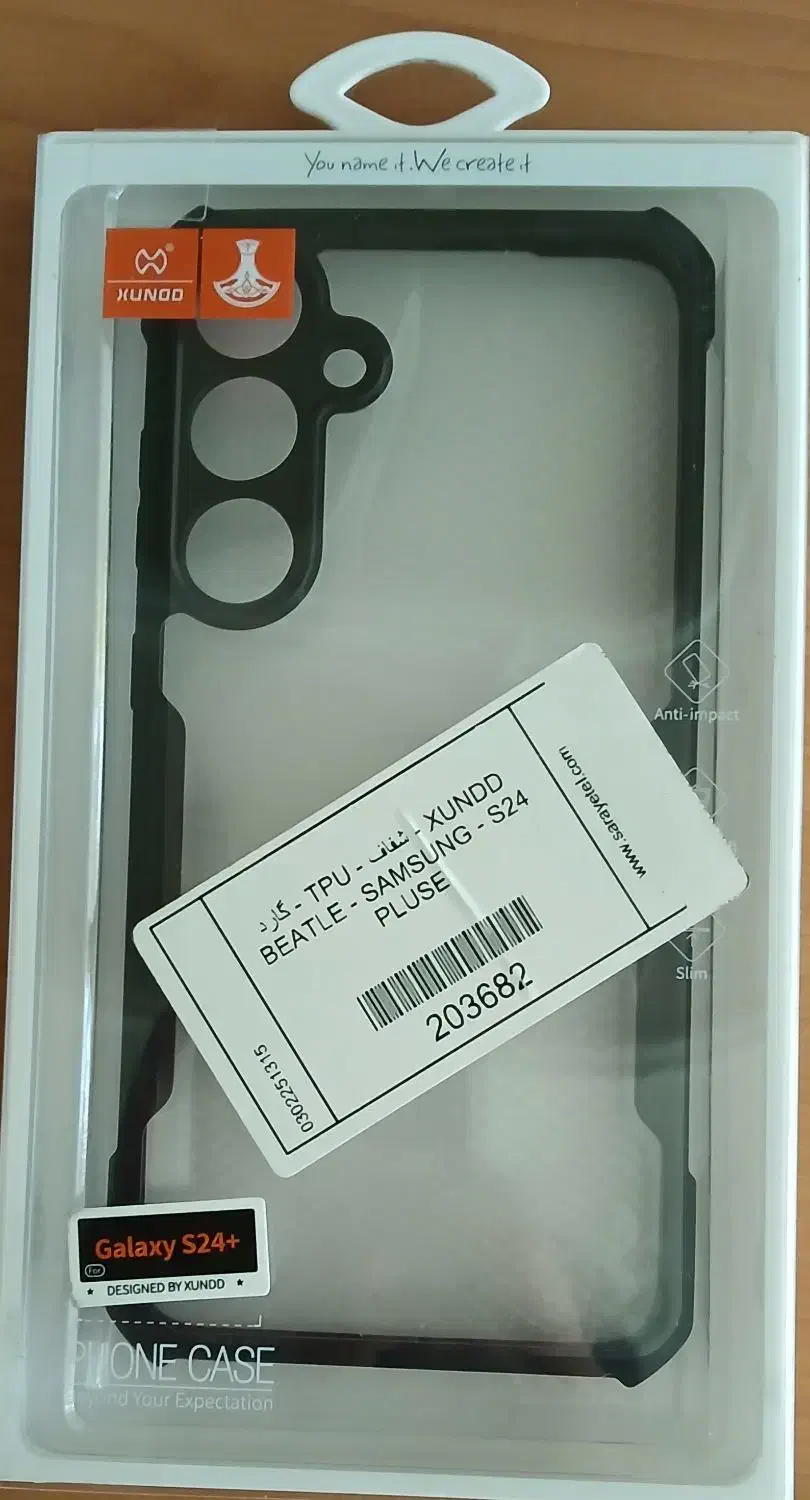 You name it. We create it
XUNDD
Anti-impact
www.sarayetel.com
گارد - TPU - شفاف - XUNDD
BEATLE - SAMSUNG - S24
PLUSE
203682
0302251315
Slim
Galaxy S24+
For
DESIGNED BY XUNDD
PHONE CASE
Beyond Your Expectation